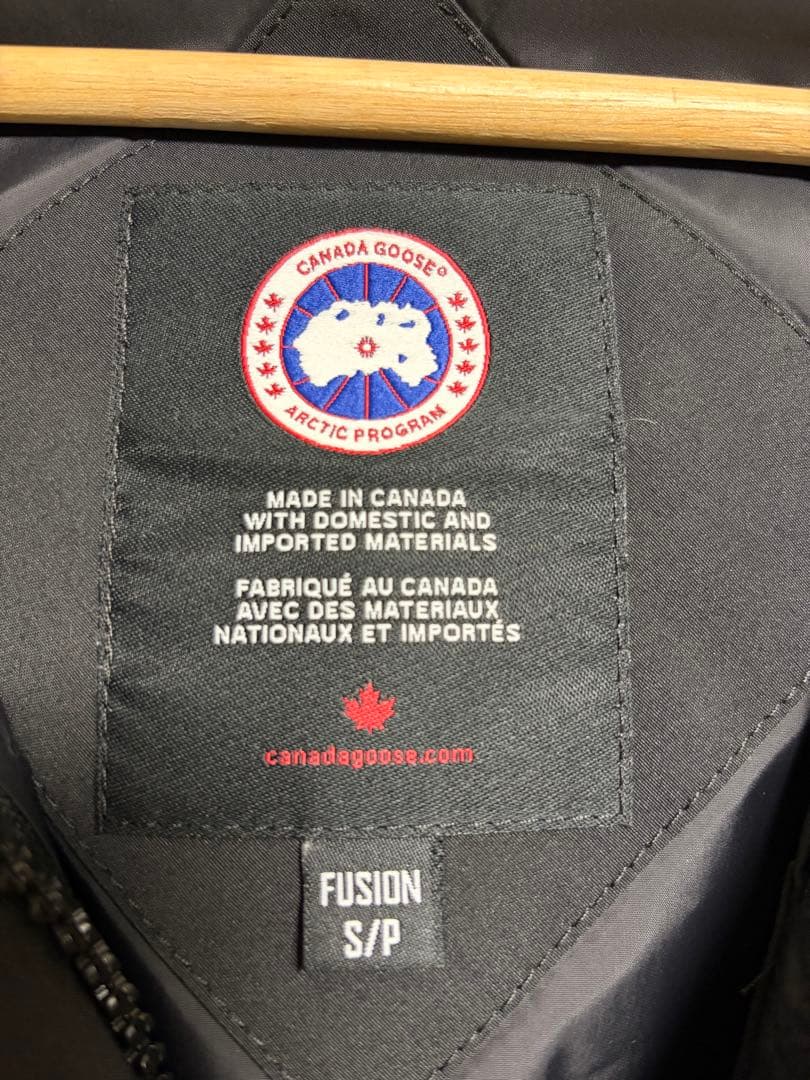 CANADA GOOSE®
ARCTIC PROGRAM
MADE IN CANADA
WITH DOMESTIC AND
IMPORTED MATERIALS
FABRIQUÉ AU CANADA
AVEC DES MATERIAUX
NATIONAUX ET IMPORTÉS
canadagoose.com
FUSION
S/P